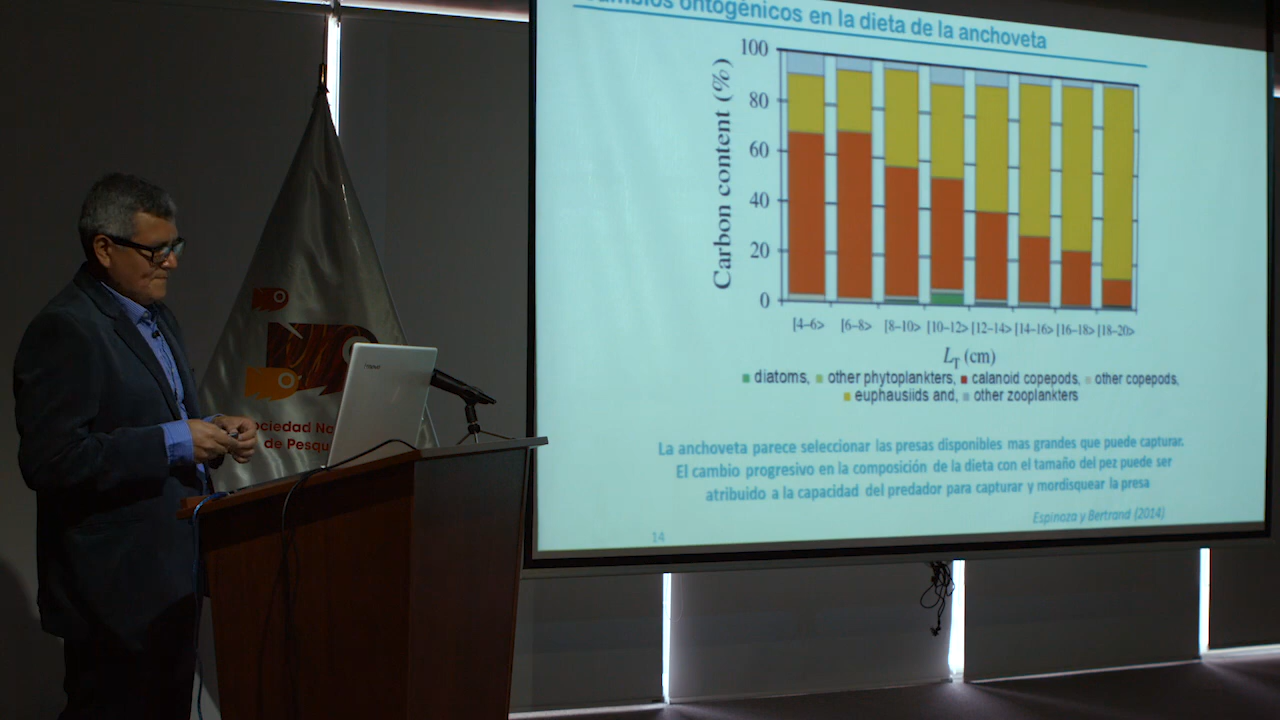 ontogénicos en la dieta de la anchoveta
Carbon content (%)
100
80
60
40
20
0
[4–6> [6–8> [8–10> [10–12> [12–14> [14–16> [16–18> [18–20>
LT (cm)
diatoms, other phytoplankters, calanoid copepods, other copepods,
euphausiids and, other zooplankters
La anchoveta parece seleccionar las presas disponibles mas grandes que puede capturar.
El cambio progresivo en la composición de la dieta con el tamaño del pez puede ser
atribuido a la capacidad del predador para capturar y mordisquear la presa
Espinoza y Bertrand (2014)
14
ociedad Na
de Pesqu